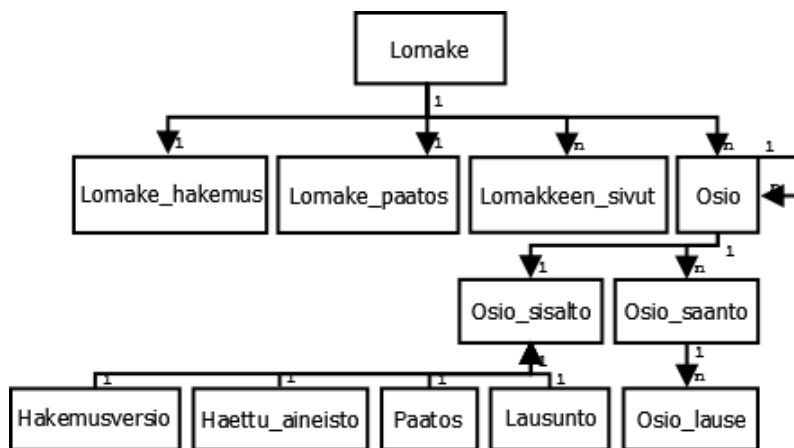 Lomake
1
1
1
n
n
1
n
Lomake_hakemus
Lomake_paatos
Lomakkeen_sivut
Osio
1
1
n
Osio_sisalto
Osio_saanto
1
1
n
1
1
1
1
Hakemusversio
Haettu_aineisto
Paatos
Lausunto
Osio_lause